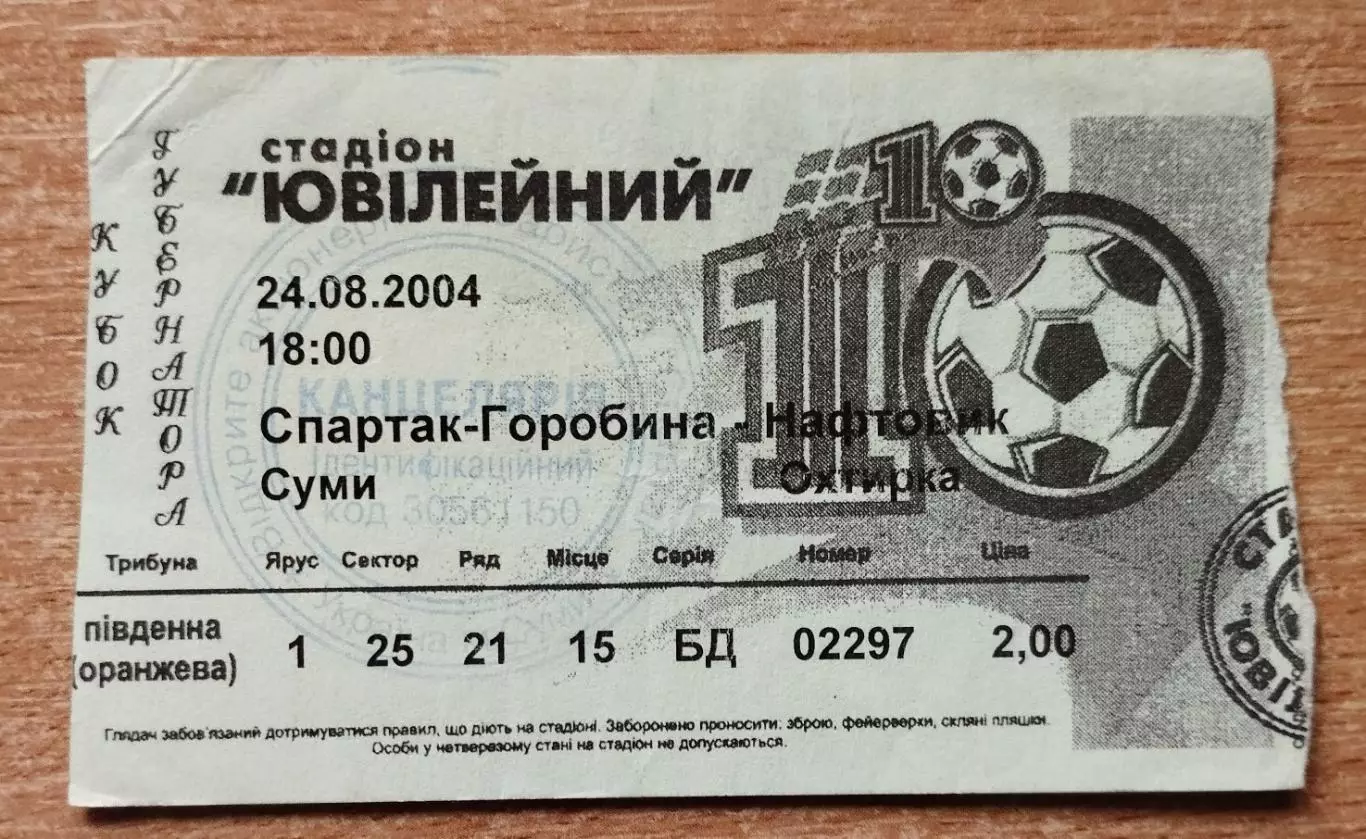 КУБОК
ГУБЕРНАТОРА
стадіон
"ЮВІЛЕЙНИЙ"
#10
24.08.2004
18:00
КАНЦЕЛЯРІЯ
Спартак-Горобина - Нафтовик
Ідентифікаційний
Суми Охтирка
код 30561150
Трибуна Ярус Сектор Ряд Місце Серія Номер Ціна
південна
(оранжева)
1 25 21 15 БД 02297 2,00
Глядач забов'язаний дотримуватися правил, що діють на стадіоні. Заборонено проносити: зброю, феєрверки, скляні пляшки.
Особи у нетверезому стані на стадіон не допускаються.